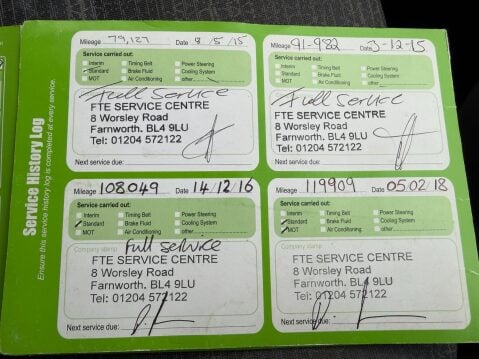 Service History Log
Ensure this service history log is completed at every service.
Mileage 79,127 Date 8/5/15
Service carried out:
Interim Timing Belt Power Steering
Standard Brake Fluid Cooling System
MOT Air Conditioning other
Full Service
FTE SERVICE CENTRE
8 Worsley Road
Farnworth. BL4 9LU
Tel: 01204 572122
Next service due:
Mileage 91-982 Date 3-12-15
Service carried out:
Interim Timing Belt Power Steering
Standard Brake Fluid Cooling System
MOT Air Conditioning other
Full Service
FTE SERVICE CENTRE
8 Worsley Road
Farnworth. BL4 9LU
Tel: 01204 572122
Next service due:
Mileage 108049 Date 14/12/16
Service carried out:
Interim Timing Belt Power Steering
Standard Brake Fluid Cooling System
MOT Air Conditioning other
Company stamp Full Service
FTE SERVICE CENTRE
8 Worsley Road
Farnworth. BL4 9LU
Tel: 01204 572122
Next service due:
Mileage 119909 Date 05.02.18
Service carried out:
Interim Timing Belt Power Steering
Standard Brake Fluid Cooling System
MOT Air Conditioning other
Company stamp
FTE SERVICE CENTRE
8 Worsley Road
Farnworth. BL4 9LU
Tel: 01204 572122
Next service due: